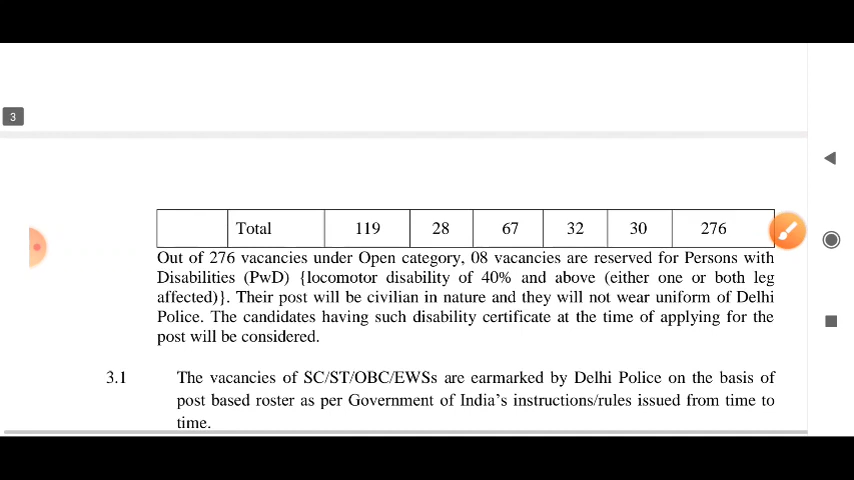 3
Total 119 28 67 32 30 276
Out of 276 vacancies under Open category, 08 vacancies are reserved for Persons with
Disabilities (PwD) {locomotor disability of 40% and above (either one or both leg
affected)}. Their post will be civilian in nature and they will not wear uniform of Delhi
Police. The candidates having such disability certificate at the time of applying for the
post will be considered.
3.1 The vacancies of SC/ST/OBC/EWSs are earmarked by Delhi Police on the basis of
post based roster as per Government of India's instructions/rules issued from time to
time.